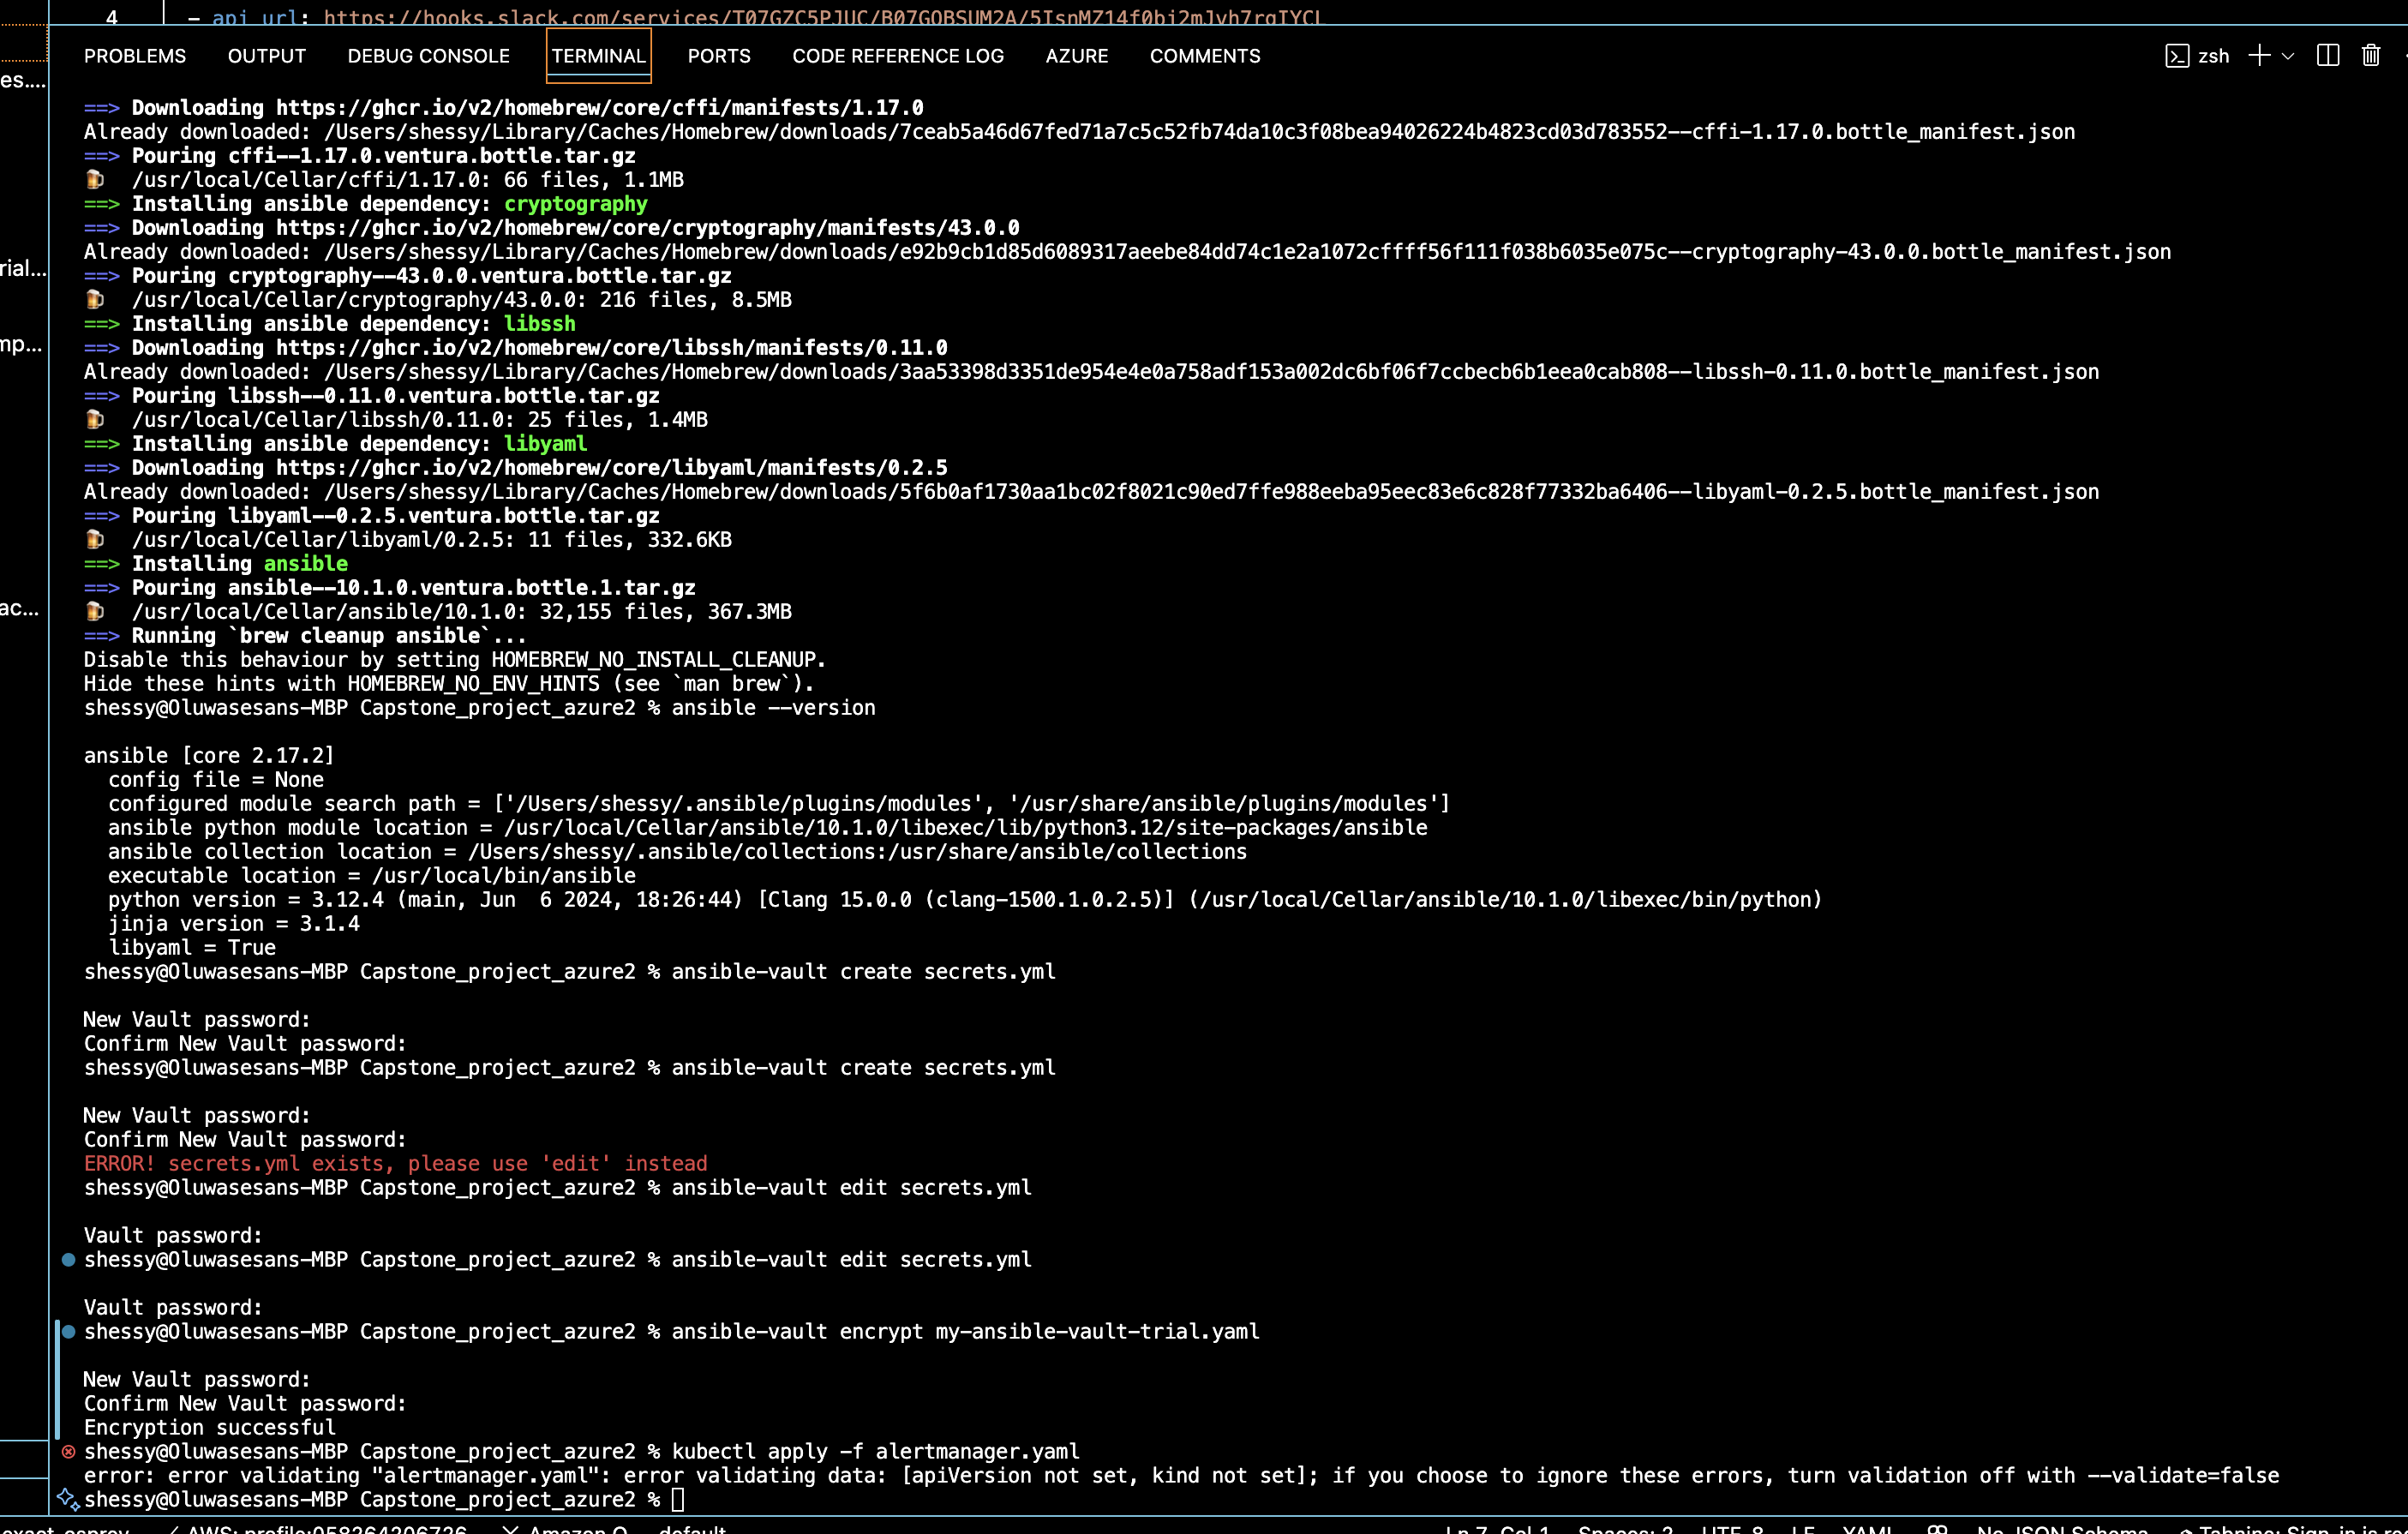 4 - api_url:
PROBLEMS OUTPUT DEBUG CONSOLE TERMINAL PORTS CODE REFERENCE LOG AZURE COMMENTS zsh
es....
rial...
mp...
ac...
==> Downloading https://ghcr.io/v2/homebrew/core/cffi/manifests/1.17.0
Already downloaded: /Users/shessy/Library/Caches/Homebrew/downloads/7ceab5a46d67fed71a7c5c52fb74da10c3f08bea94026224b4823cd03d783552--cffi-1.17.0.bottle_manifest.json
==> Pouring cffi--1.17.0.ventura.bottle.tar.gz
🍺 /usr/local/Cellar/cffi/1.17.0: 66 files, 1.1MB
==> Installing ansible dependency: cryptography
==> Downloading https://ghcr.io/v2/homebrew/core/cryptography/manifests/43.0.0
Already downloaded: /Users/shessy/Library/Caches/Homebrew/downloads/e92b9cb1d85d6089317aeebe84dd74c1e2a1072cffff56f111f038b6035e075c--cryptography-43.0.0.bottle_manifest.json
==> Pouring cryptography--43.0.0.ventura.bottle.tar.gz
🍺 /usr/local/Cellar/cryptography/43.0.0: 216 files, 8.5MB
==> Installing ansible dependency: libssh
==> Downloading https://ghcr.io/v2/homebrew/core/libssh/manifests/0.11.0
Already downloaded: /Users/shessy/Library/Caches/Homebrew/downloads/3aa53398d3351de954e4e0a758adf153a002dc6bf06f7ccbecb6b1eea0cab808--libssh-0.11.0.bottle_manifest.json
==> Pouring libssh--0.11.0.ventura.bottle.tar.gz
🍺 /usr/local/Cellar/libssh/0.11.0: 25 files, 1.4MB
==> Installing ansible dependency: libyaml
==> Downloading https://ghcr.io/v2/homebrew/core/libyaml/manifests/0.2.5
Already downloaded: /Users/shessy/Library/Caches/Homebrew/downloads/5f6b0af1730aa1bc02f8021c90ed7ffe988eeba95eec83e6c828f77332ba6406--libyaml-0.2.5.bottle_manifest.json
==> Pouring libyaml--0.2.5.ventura.bottle.tar.gz
🍺 /usr/local/Cellar/libyaml/0.2.5: 11 files, 332.6KB
==> Installing ansible
==> Pouring ansible--10.1.0.ventura.bottle.1.tar.gz
🍺 /usr/local/Cellar/ansible/10.1.0: 32,155 files, 367.3MB
==> Running `brew cleanup ansible`...
Disable this behaviour by setting HOMEBREW_NO_INSTALL_CLEANUP.
Hide these hints with HOMEBREW_NO_ENV_HINTS (see `man brew`).
shessy@Oluwasesans-MBP Capstone_project_azure2 % ansible --version
ansible [core 2.17.2]
config file = None
configured module search path = ['/Users/shessy/.ansible/plugins/modules', '/usr/share/ansible/plugins/modules']
ansible python module location = /usr/local/Cellar/ansible/10.1.0/libexec/lib/python3.12/site-packages/ansible
ansible collection location = /Users/shessy/.ansible/collections:/usr/share/ansible/collections
executable location = /usr/local/bin/ansible
python version = 3.12.4 (main, Jun  6 2024, 18:26:44) [Clang 15.0.0 (clang-1500.1.0.2.5)] (/usr/local/Cellar/ansible/10.1.0/libexec/bin/python)
jinja version = 3.1.4
libyaml = True
shessy@Oluwasesans-MBP Capstone_project_azure2 % ansible-vault create secrets.yml
New Vault password:
Confirm New Vault password:
shessy@Oluwasesans-MBP Capstone_project_azure2 % ansible-vault create secrets.yml
New Vault password:
Confirm New Vault password:
ERROR! secrets.yml exists, please use 'edit' instead
shessy@Oluwasesans-MBP Capstone_project_azure2 % ansible-vault edit secrets.yml
Vault password:
shessy@Oluwasesans-MBP Capstone_project_azure2 % ansible-vault edit secrets.yml
Vault password:
shessy@Oluwasesans-MBP Capstone_project_azure2 % ansible-vault encrypt my-ansible-vault-trial.yaml
New Vault password:
Confirm New Vault password:
Encryption successful
shessy@Oluwasesans-MBP Capstone_project_azure2 % kubectl apply -f alertmanager.yaml
error: error validating "alertmanager.yaml": error validating data: [apiVersion not set, kind not set]; if you choose to ignore these errors, turn validation off with --validate=false
shessy@Oluwasesans-MBP Capstone_project_azure2 %
AWS: Amazon Q default Ln 7, Col 1 Spaces: 2 UTF-8 LF YAML No JSON Schema Tabnine: Sign-in is